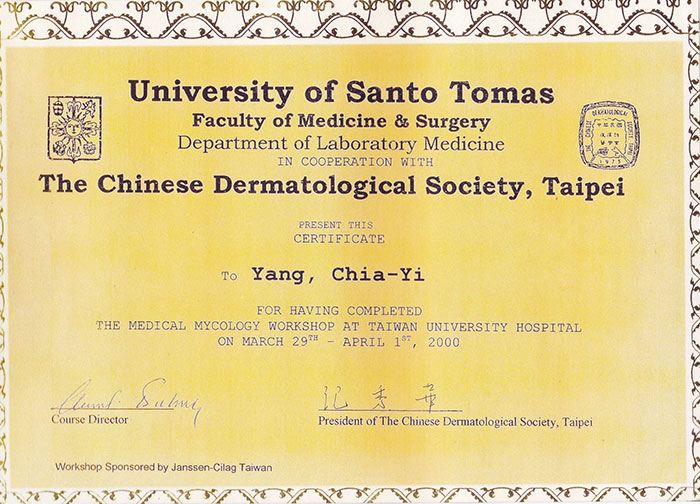 University of Santo Tomas
Faculty of Medicine & Surgery
Department of Laboratory Medicine
IN COOPERATION WITH
The Chinese Dermatological Society, Taipei
PRESENT THIS
CERTIFICATE
To Yang, Chia-Yi
FOR HAVING COMPLETED
THE MEDICAL MYCOLOGY WORKSHOP AT TAIWAN UNIVERSITY HOSPITAL
ON MARCH 29TH - APRIL 1ST, 2000
Course Director
President of The Chinese Dermatological Society, Taipei
Workshop Sponsored by Janssen-Cilag Taiwan